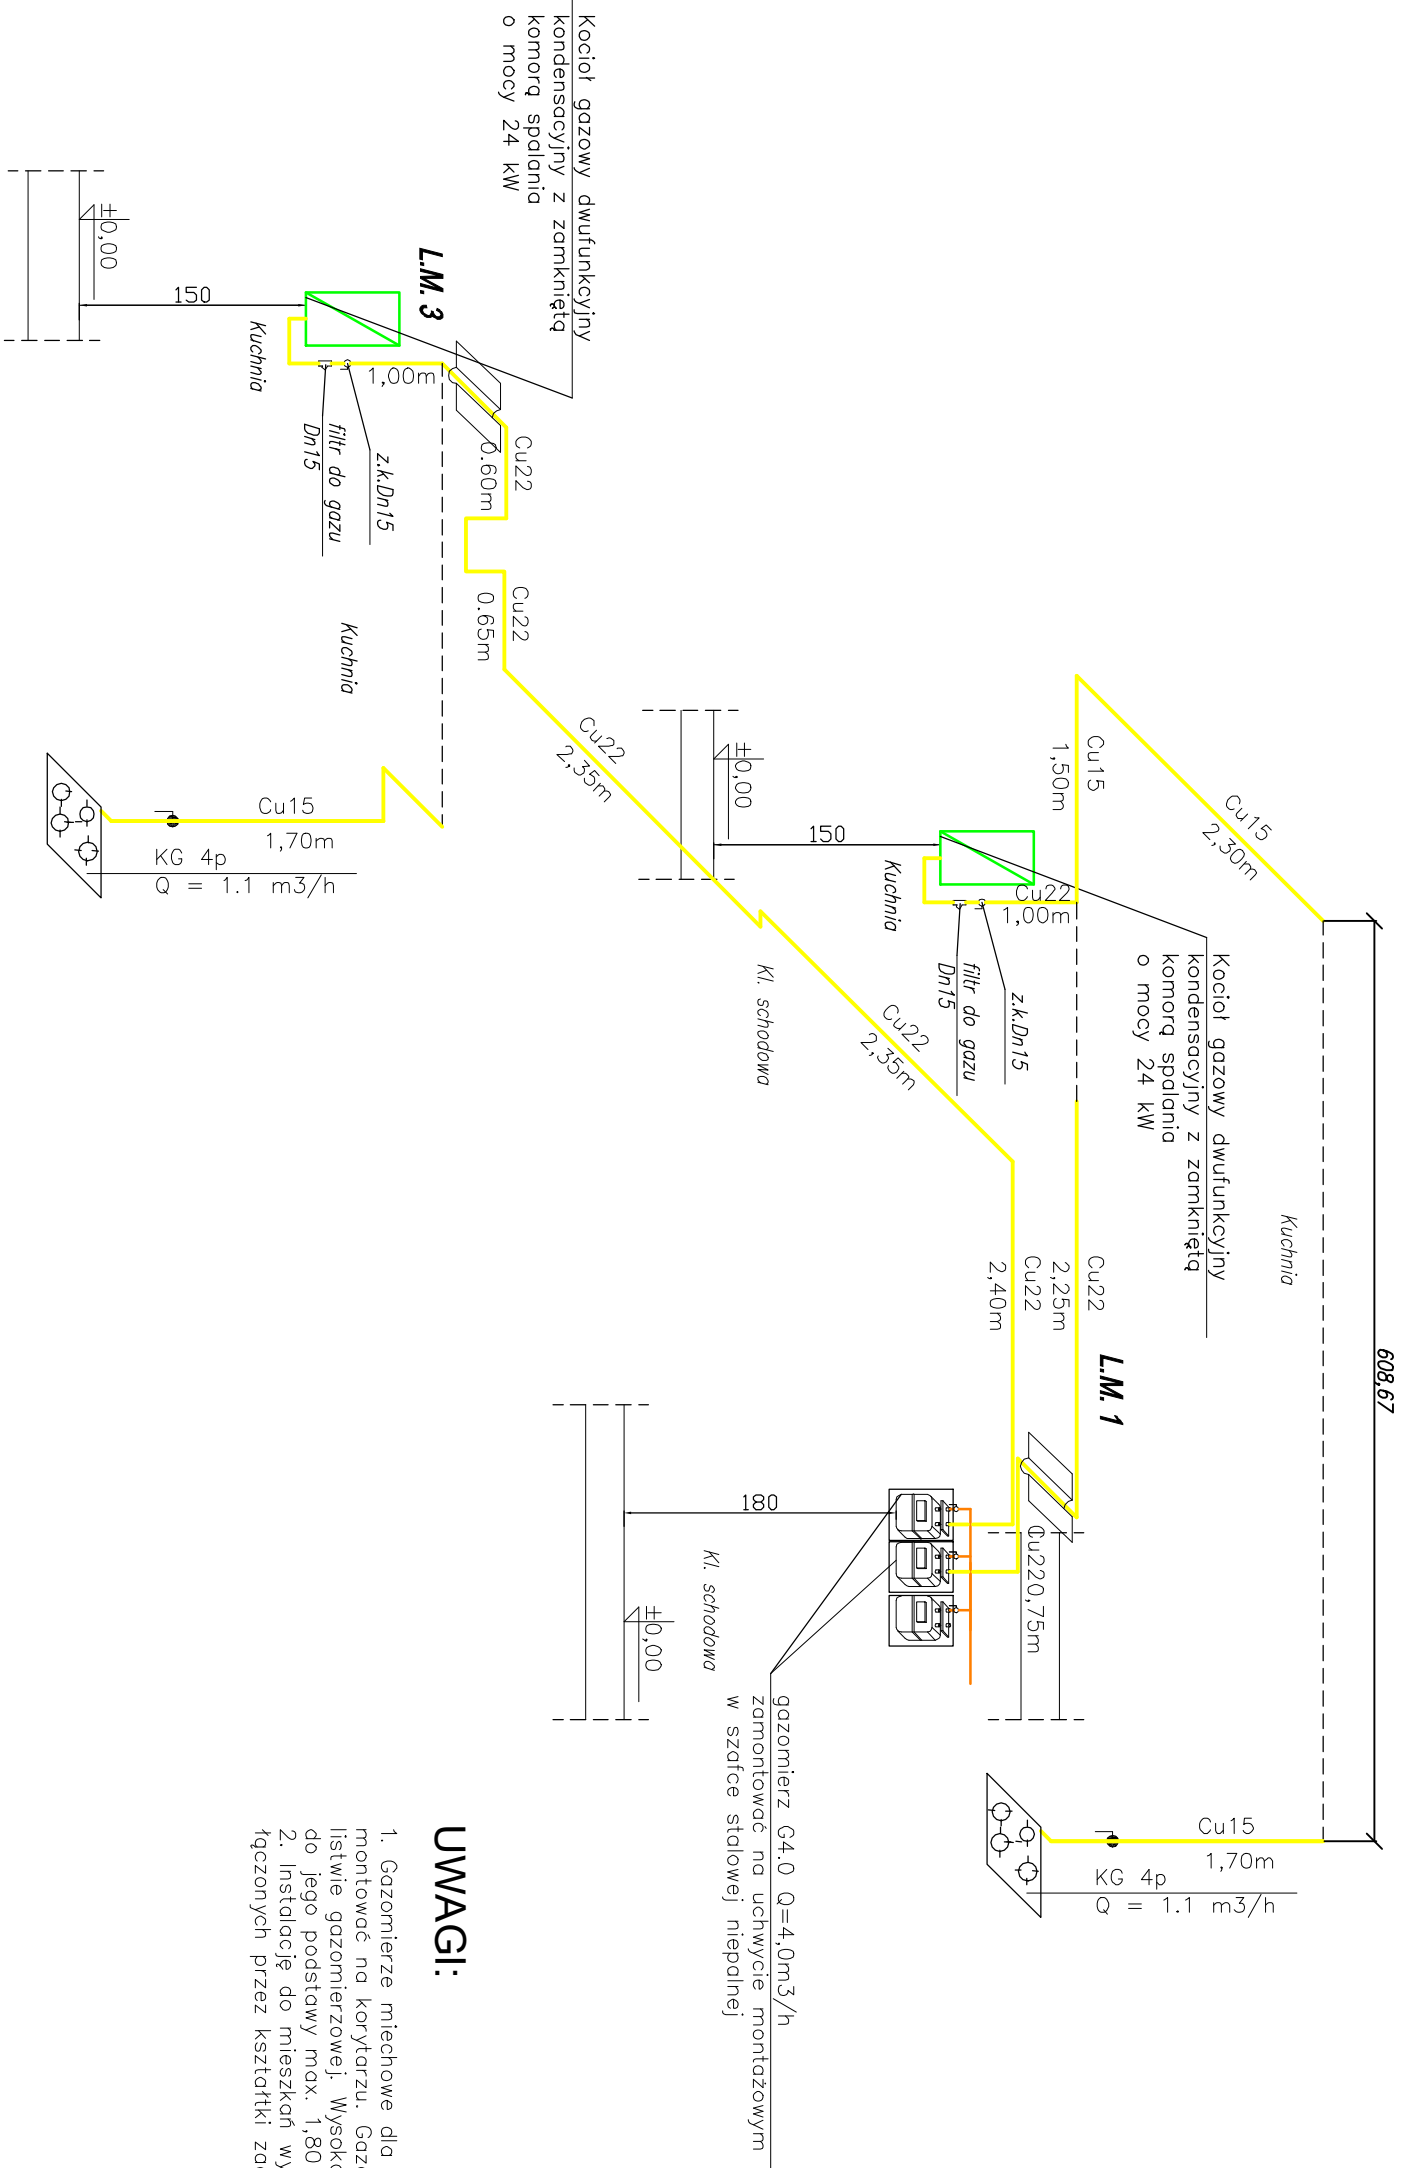 608,67
Kuchnia
Cu15
2,30m
Cu15
1,50m
Kocioł gazowy dwufunkcyjny
kondensacyjny z zamkniętą
komorą spalania
o mocy 24 kW
L.M. 1
Cu22
2,25m
Cu22
2,40m
Cu22
1,00m
z.k.Dn15
filtr do gazu
Dn15
Kuchnia
150
±0,00
Cu220,75m
Cu15
1,70m
KG 4p
Q = 1.1 m3/h
Cu22
2,35m
Kl. schodowa
180
Kl. schodowa
±0,00
gazomierz G4.0 Q=4,0m3/h
zamontować na uchwycie montażowym
w szafce stalowej niepalnej
Kocioł gazowy dwufunkcyjny
kondensacyjny z zamkniętą
komorą spalania
o mocy 24 kW
L.M. 3
Cu22
0.60m
Cu22
0.65m
Cu22
2,35m
1,00m
z.k.Dn15
filtr do gazu
Dn15
Kuchnia
150
±0,00
Kuchnia
Cu15
1,70m
KG 4p
Q = 1.1 m3/h
UWAGI:
1. Gazomierze miechowe dla
montować na korytarzu.
listwie gazomierzowej.
do jego podstawy max. 1,80
2. Instalację do mieszkań
łączonych przez kształtki